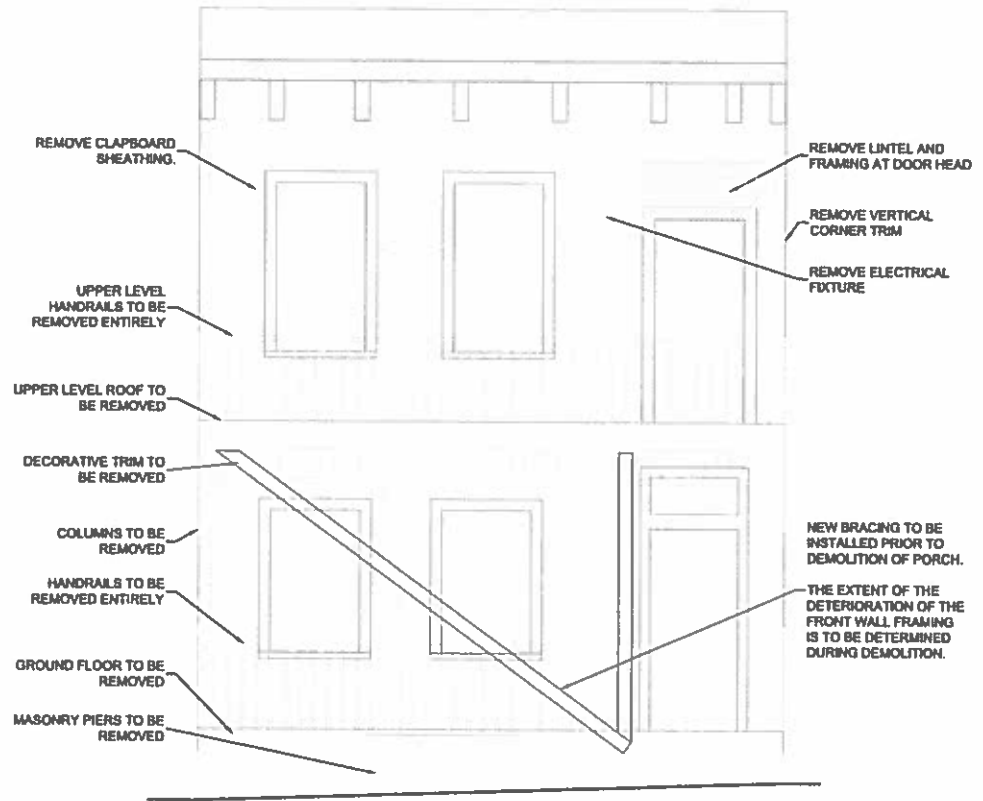 REMOVE CLAPBOARD
SHEATHING.
UPPER LEVEL
HANDRAILS TO BE
REMOVED ENTIRELY
UPPER LEVEL ROOF TO
BE REMOVED
DECORATIVE TRIM TO
BE REMOVED
COLUMNS TO BE
REMOVED
HANDRAILS TO BE
REMOVED ENTIRELY
GROUND FLOOR TO BE
REMOVED
MASONRY PIERS TO BE
REMOVED
REMOVE LINTEL AND
FRAMING AT DOOR HEAD
REMOVE VERTICAL
CORNER TRIM
REMOVE ELECTRICAL
FIXTURE
NEW BRACING TO BE
INSTALLED PRIOR TO
DEMOLITION OF PORCH.
THE EXTENT OF THE
DETERIORATION OF THE
FRONT WALL FRAMING
IS TO BE DETERMINED
DURING DEMOLITION.